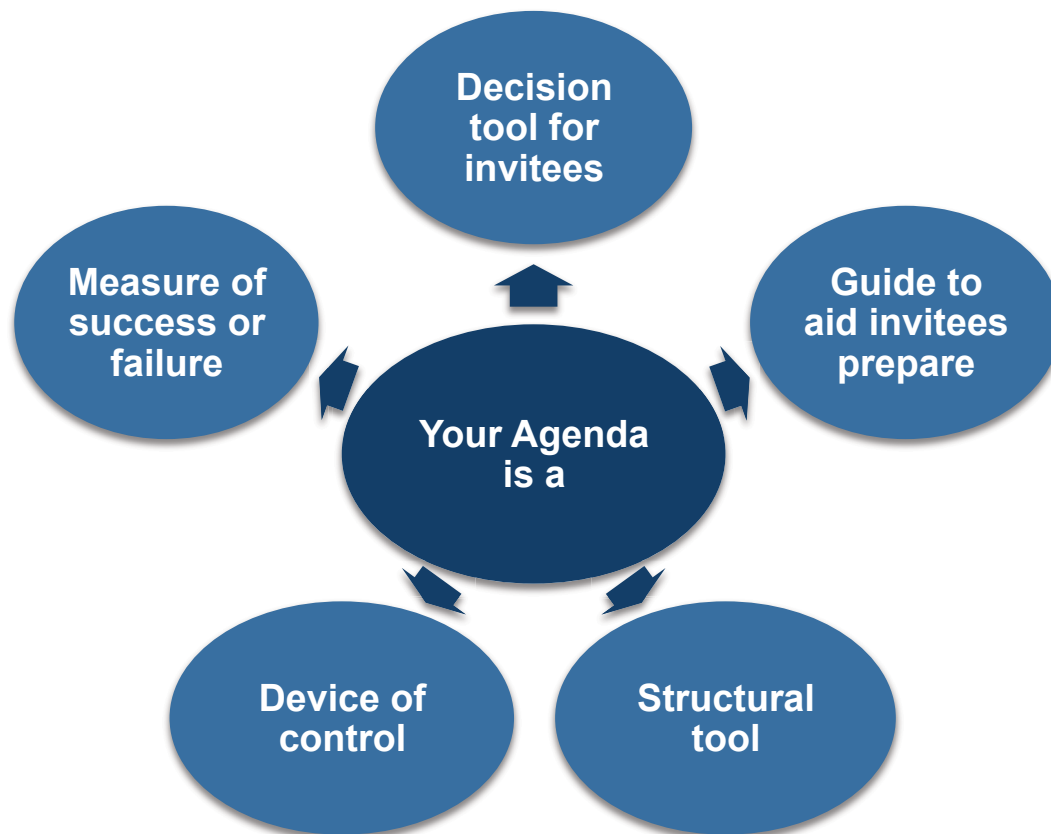 Decision
tool for
invitees
Measure of
success or
failure
Guide to
aid invitees
prepare
Your Agenda
is a
Device of
control
Structural
tool